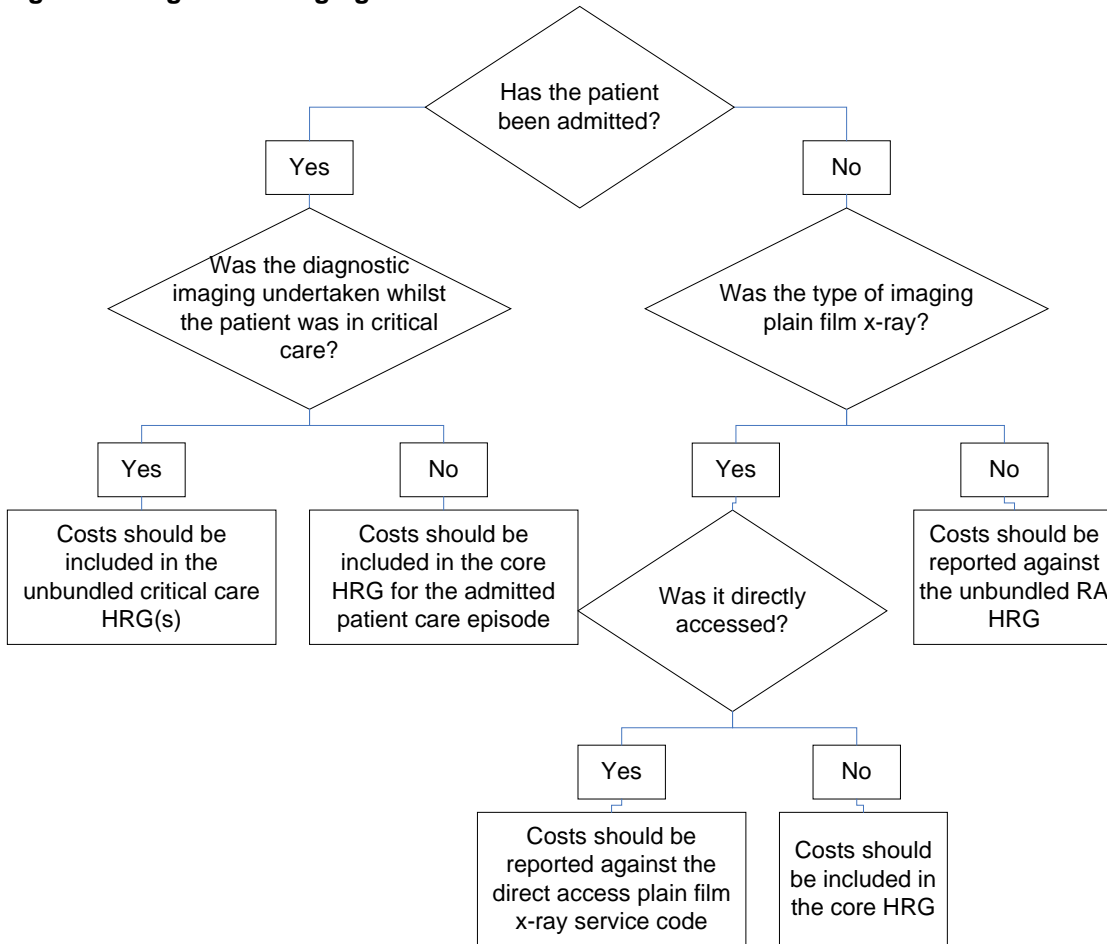 Has the patient
been admitted?
Yes
No
Was the diagnostic
imaging undertaken whilst
the patient was in critical
care?
Was the type of imaging
plain film x-ray?
Yes
No
Yes
No
Costs should be
included in the
unbundled critical care
HRG(s)
Costs should be
included in the core
HRG for the admitted
patient care episode
Was it directly
accessed?
Costs should be
reported against
the unbundled RA
HRG
Yes
No
Costs should be
reported against the
direct access plain film
x-ray service code
Costs should
be included in
the core HRG